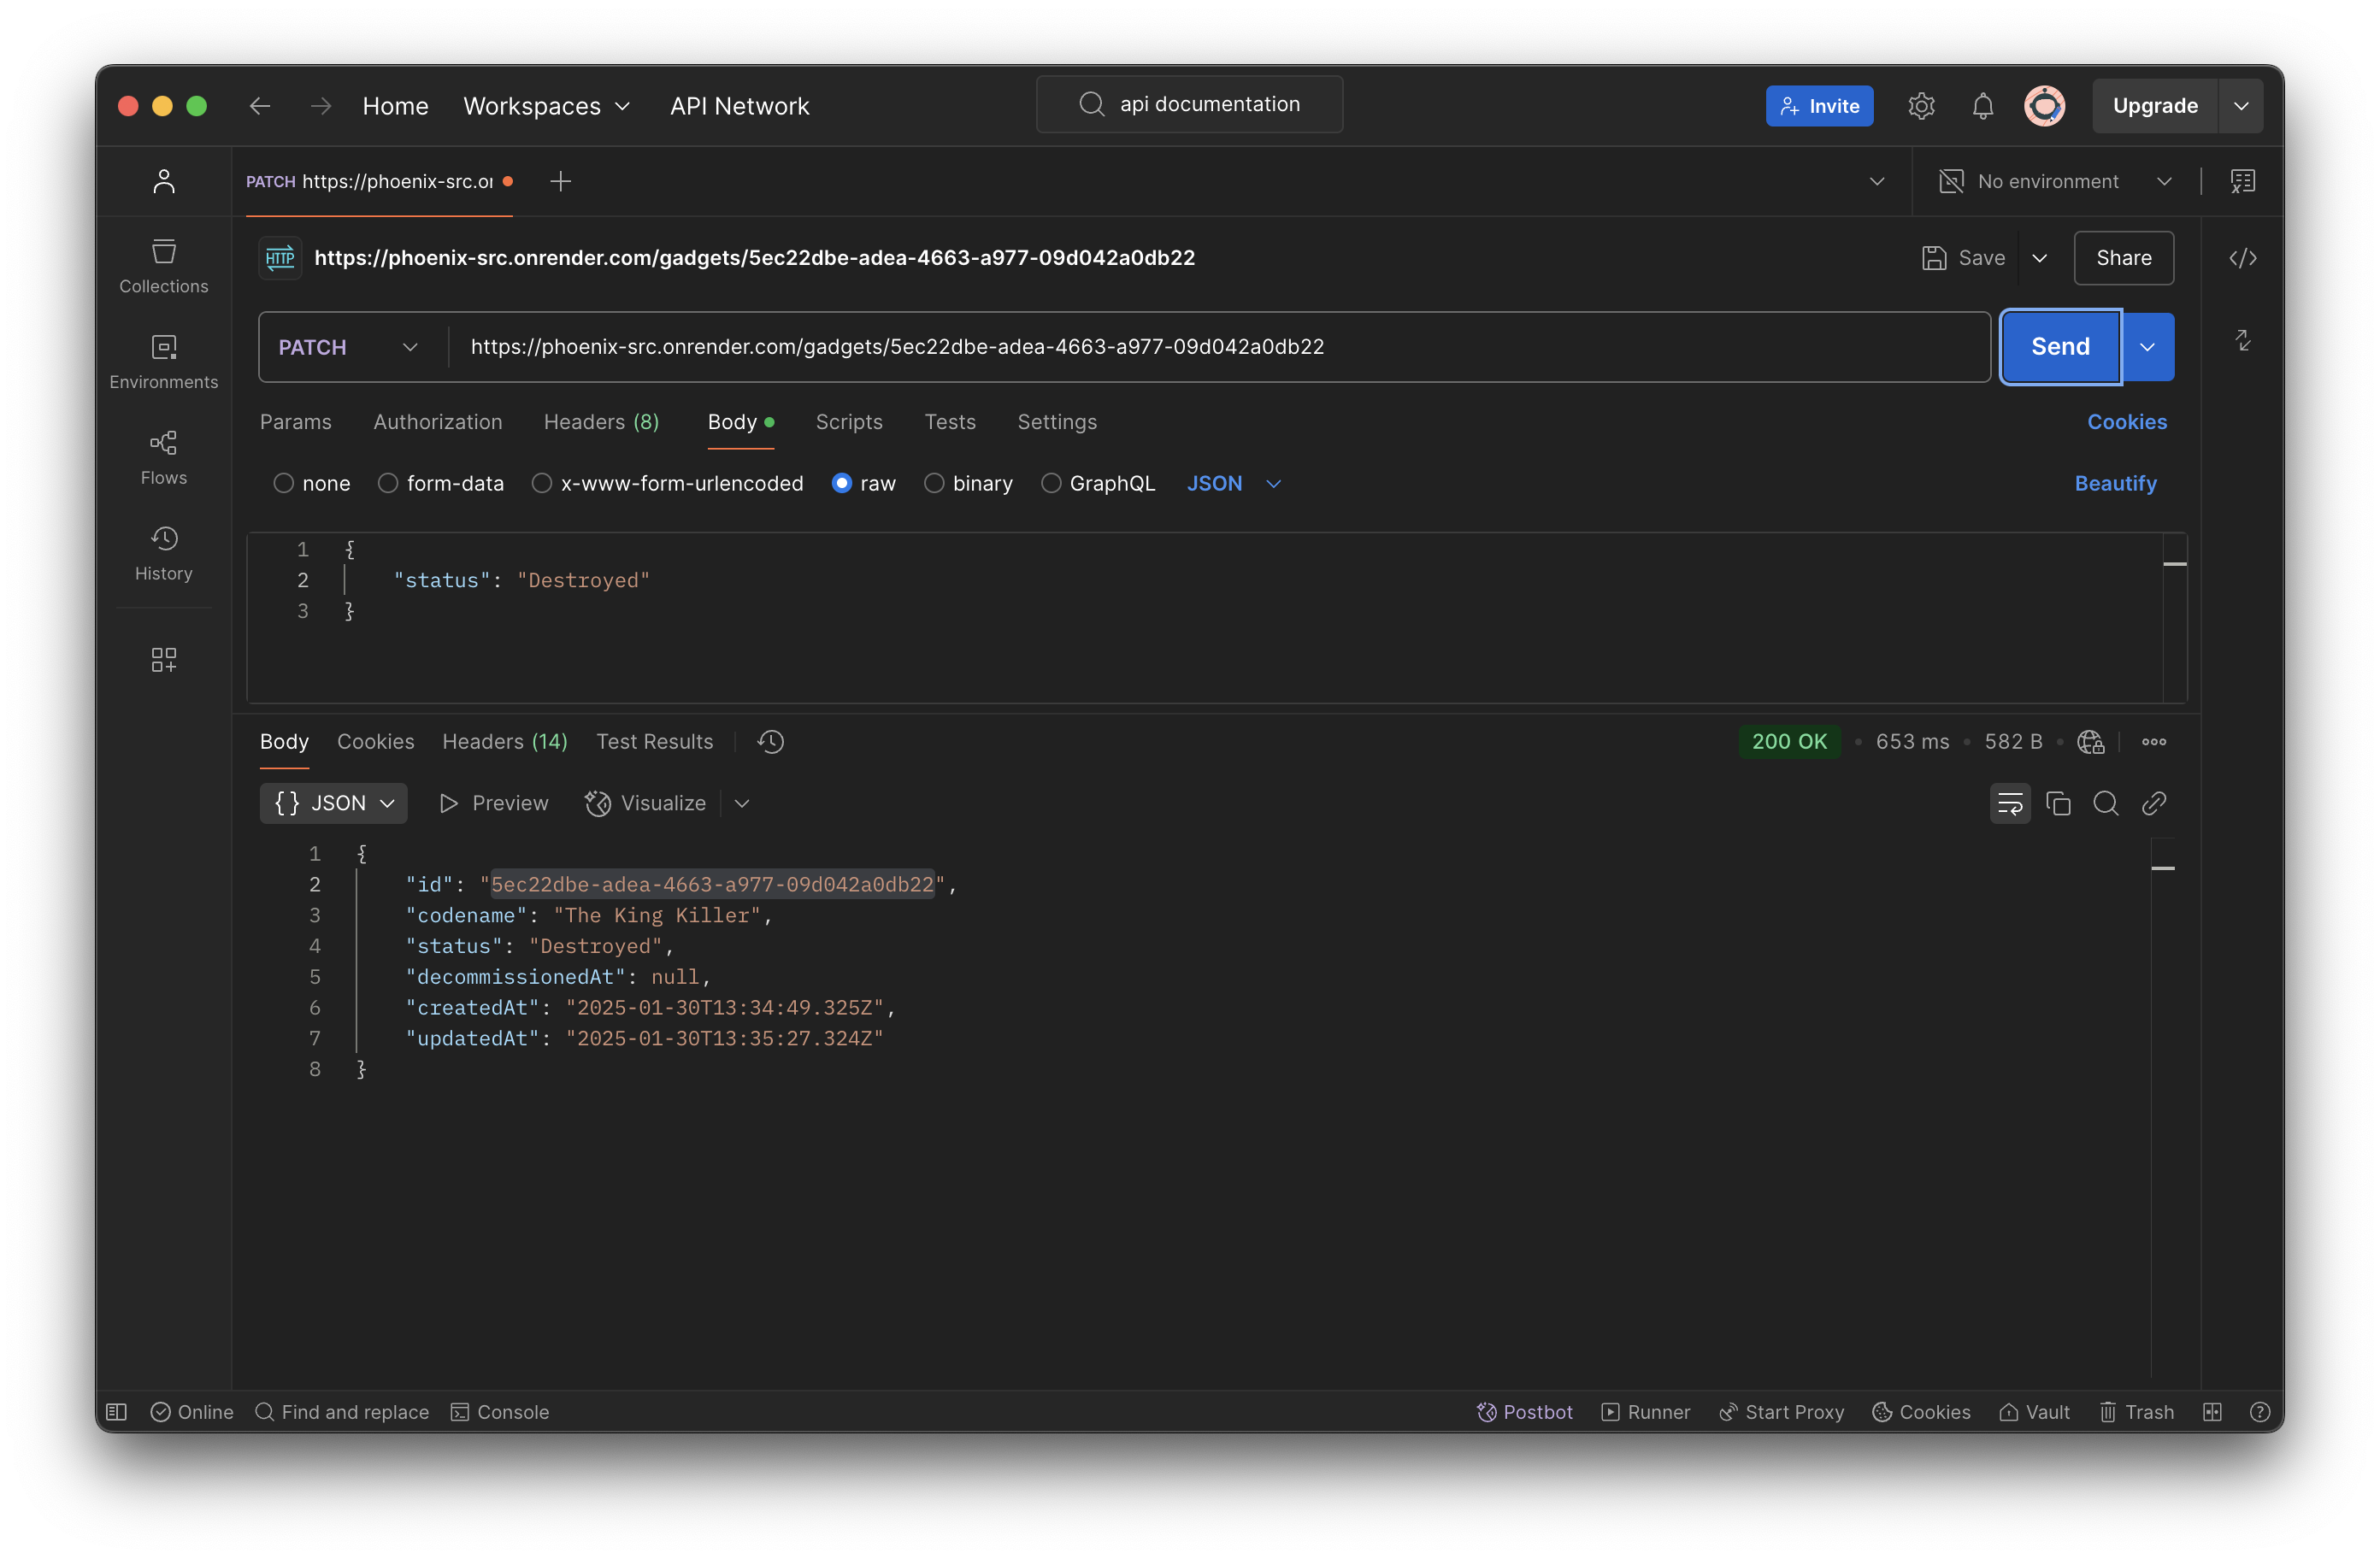 Home Workspaces API Network api documentation Invite Upgrade
PATCH https://phoenix-src.or No environment
HTTP https://phoenix-src.onrender.com/gadgets/5ec22dbe-adea-4663-a977-09d042a0db22 Save Share
Collections
PATCH https://phoenix-src.onrender.com/gadgets/5ec22dbe-adea-4663-a977-09d042a0db22 Send
Environments
Params Authorization Headers (8) Body Scripts Tests Settings Cookies
Flows
none form-data x-www-form-urlencoded raw binary GraphQL JSON Beautify
History
1 {
2 "status": "Destroyed"
3 }
Body Cookies Headers (14) Test Results 200 OK 653 ms 582 B
{} JSON Preview Visualize
1 {
2 "id": "5ec22dbe-adea-4663-a977-09d042a0db22",
3 "codename": "The King Killer",
4 "status": "Destroyed",
5 "decommissionedAt": null,
6 "createdAt": "2025-01-30T13:34:49.325Z",
7 "updatedAt": "2025-01-30T13:35:27.324Z"
8 }
Online Find and replace Console Postbot Runner Start Proxy Cookies Vault Trash